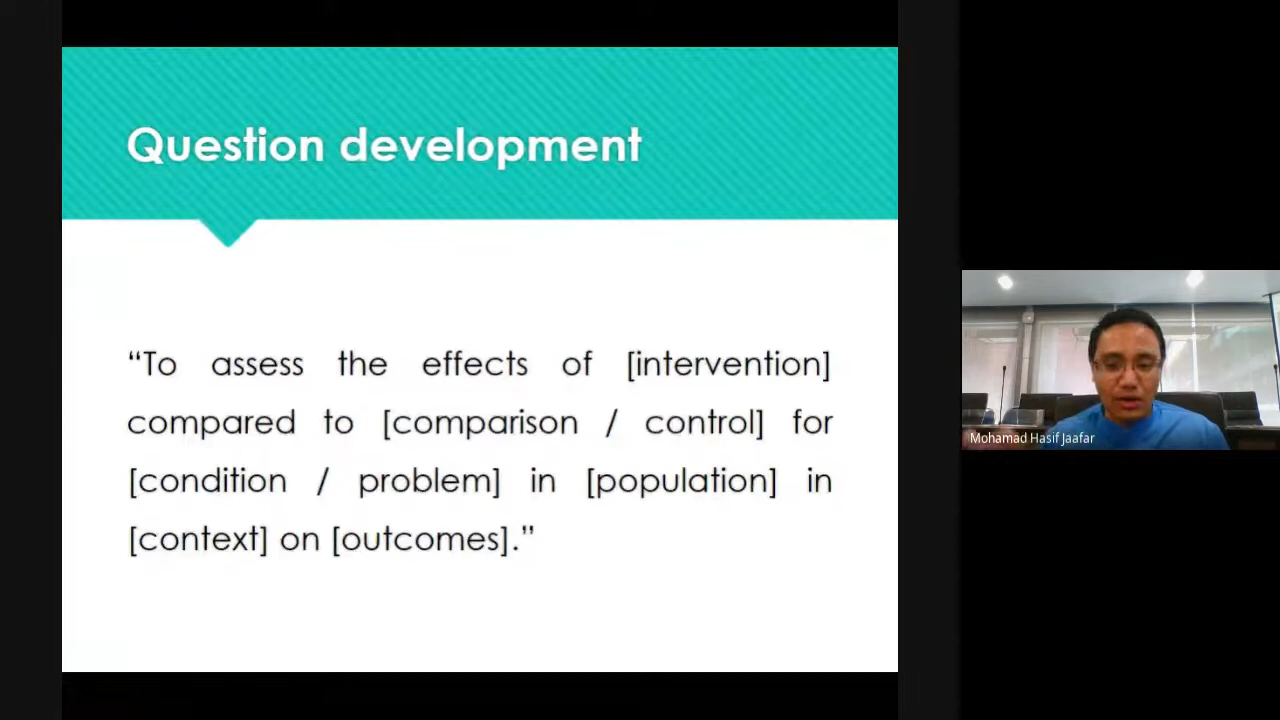 Question development
“To assess the effects of [intervention]
compared to [comparison / control] for
[condition / problem] in [population] in
[context] on [outcomes].”
Mohamad Hasif Jaafar